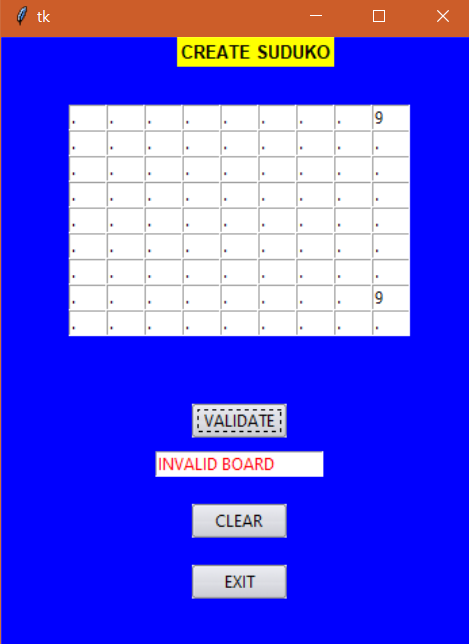 tk
CREATE SUDUKO
. . . . . . . . 9
. . . . . . . . .
. . . . . . . . .
. . . . . . . . .
. . . . . . . . .
. . . . . . . . .
. . . . . . . . .
. . . . . . . . 9
. . . . . . . . .
VALIDATE
INVALID BOARD
CLEAR
EXIT